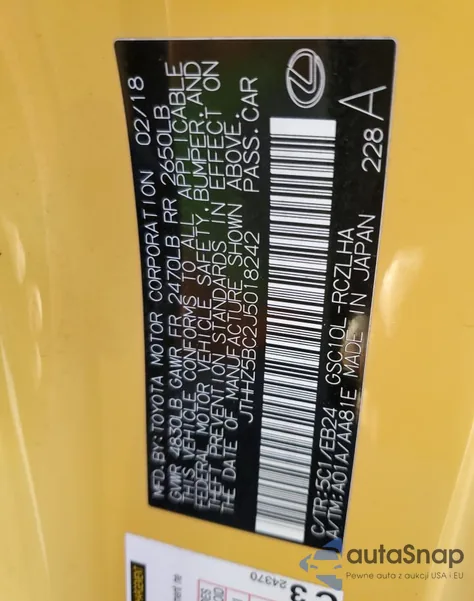 MFD. BY: TOYOTA MOTOR CORPORATION 02/18
GVWR 4830LB GAWR FR 2470LB RR 2650LB
THIS VEHICLE CONFORMS TO ALL APPLICABLE
FEDERAL MOTOR VEHICLE SAFETY, BUMPER, AND
THEFT PREVENTION STANDARDS IN EFFECT ON
THE DATE OF MANUFACTURE SHOWN ABOVE.
JTHHZ5BC2J5018242 PASS. CAR
C/TR:5C1/EB24 GSC10L -RCZLHA 228
A/TM:A01A/AA81E MADE IN JAPAN A
24370
autoSnap
Pewne auta z aukcji USA i EU